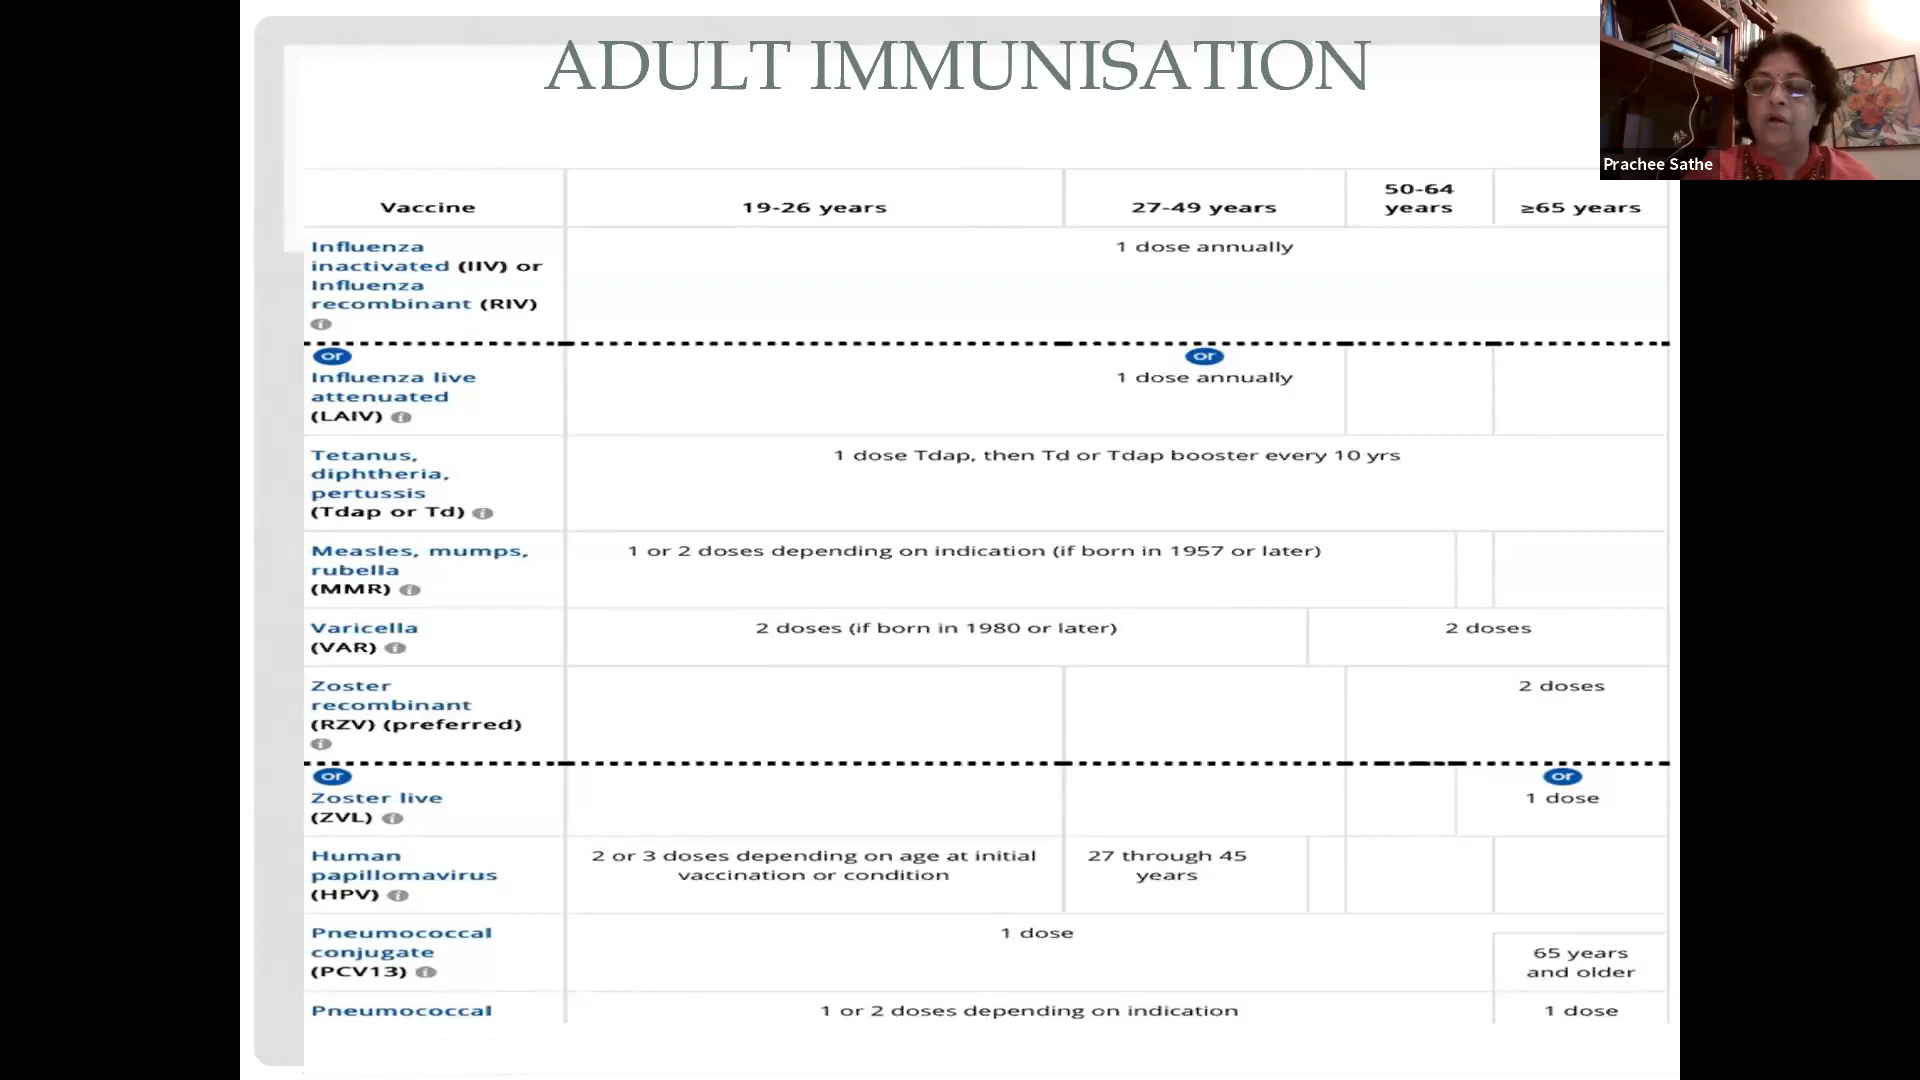 ADULT IMMUNISATION
Prachee Sathe
Vaccine
19-26 years
27-49 years
50-64
years
≥65 years
Influenza
inactivated (IIV) or
Influenza
recombinant (RIV)
i
1 dose annually
or
Influenza live
attenuated
(LAIV) i
or
1 dose annually
Tetanus,
diphtheria,
pertussis
(Tdap or Td) i
1 dose Tdap, then Td or Tdap booster every 10 yrs
Measles, mumps,
rubella
(MMR) i
1 or 2 doses depending on indication (if born in 1957 or later)
Varicella
(VAR) i
2 doses (if born in 1980 or later)
2 doses
Zoster
recombinant
(RZV) (preferred)
i
2 doses
or
Zoster live
(ZVL) i
or
1 dose
Human
papillomavirus
(HPV) i
2 or 3 doses depending on age at initial
vaccination or condition
27 through 45
years
Pneumococcal
conjugate
(PCV13) i
1 dose
65 years
and older
Pneumococcal
1 or 2 doses depending on indication
1 dose